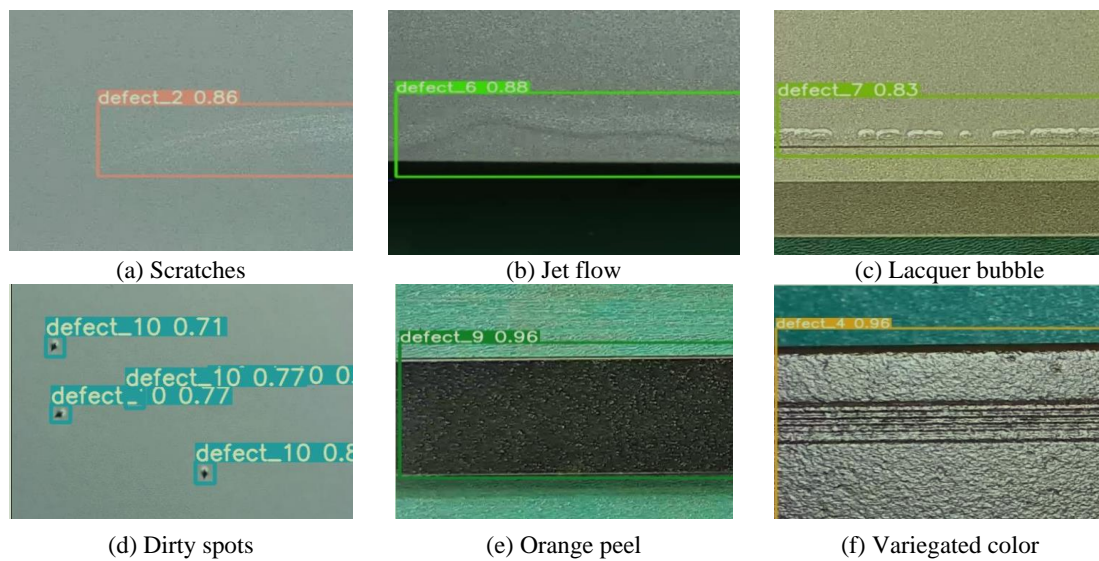 defect_2 0.86
defect_6 0.88
defect_7 0.83
(a) Scratches
(b) Jet flow
(c) Lacquer bubble
defect_10 0.71
defect_10 0.77
defect_ 0 0.77
defect_10
defect_9 0.96
defect_4 0.96
(d) Dirty spots
(e) Orange peel
(f) Variegated color